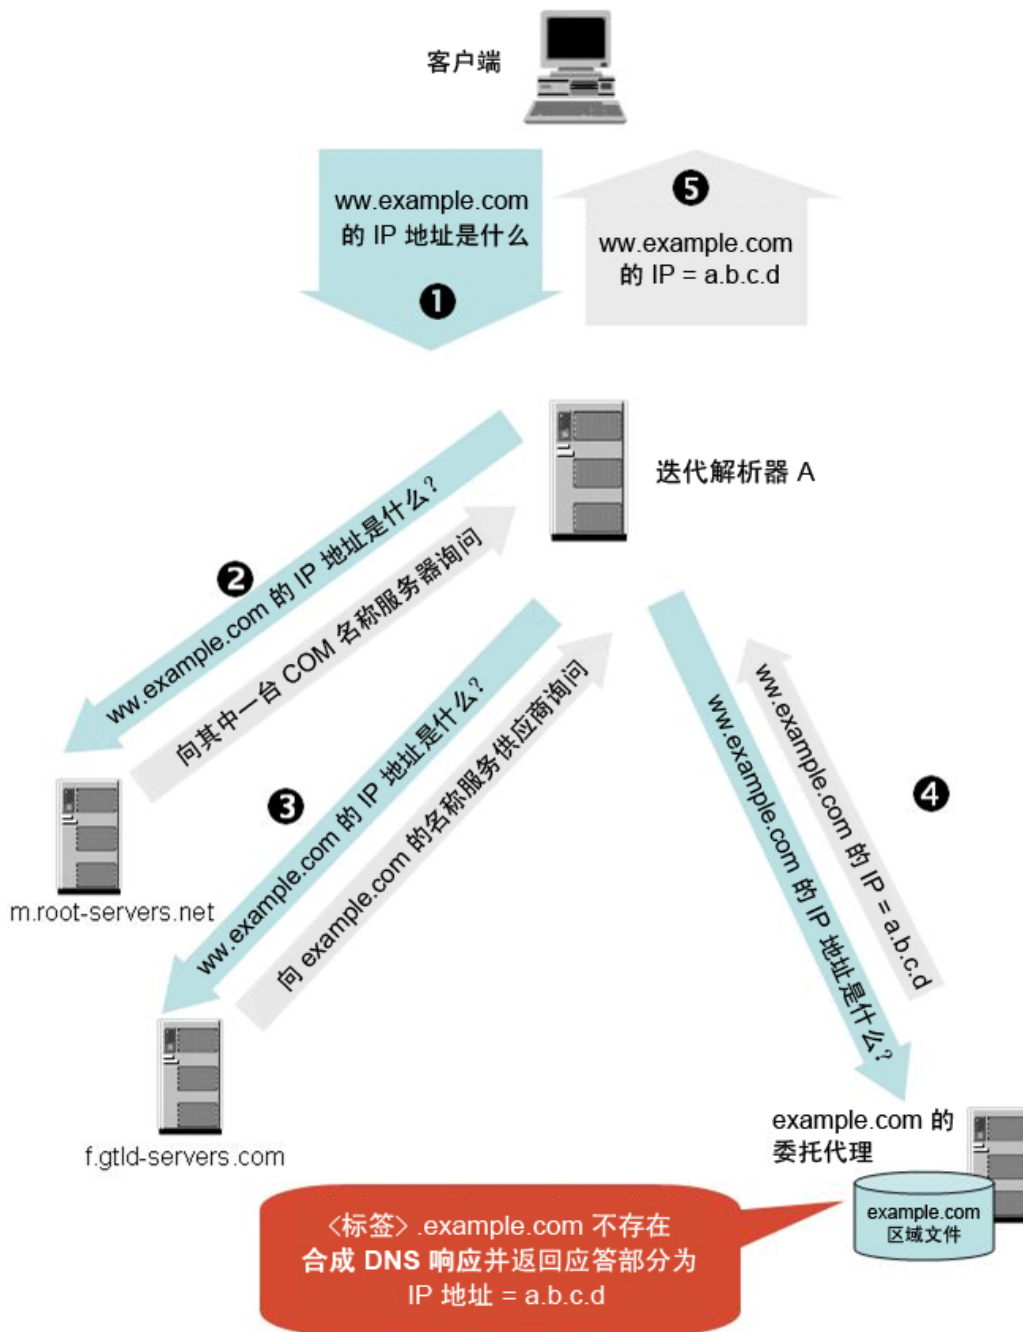 客户端
ww.example.com
的 IP 地址是什么
❶
❺
ww.example.com
的 IP = a.b.c.d
迭代解析器 A
❷
ww.example.com 的 IP 地址是什么?
向其中一台 COM 名称服务器询问
m.root-servers.net
❸
ww.example.com 的 IP 地址是什么?
向 example.com 的名称服务供应商询问
f.gtld-servers.com
❹
ww.example.com 的 IP 地址是什么?
ww.example.com 的 IP = a.b.c.d
example.com 的
委托代理
example.com
区域文件
〈标签〉.example.com 不存在
合成 DNS 响应并返回应答部分为
IP 地址 = a.b.c.d